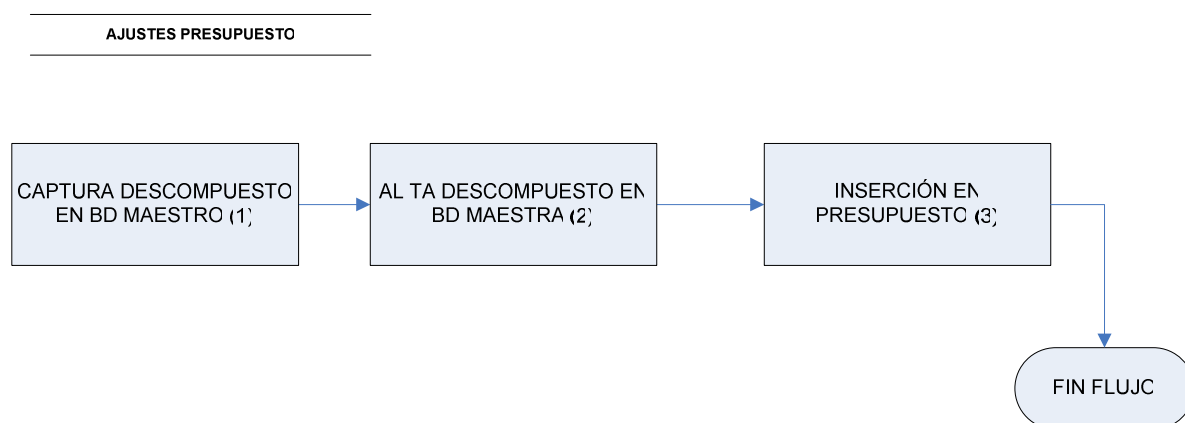 AJUSTES PRESUPUESTO
CAPTURA DESCOMPUESTO
EN BD MAESTRO (1)
AL TA DESCOMPUESTO EN
BD MAESTRA (2)
INSERCIÓN EN
PRESUPUESTO (3)
FIN FLUJO